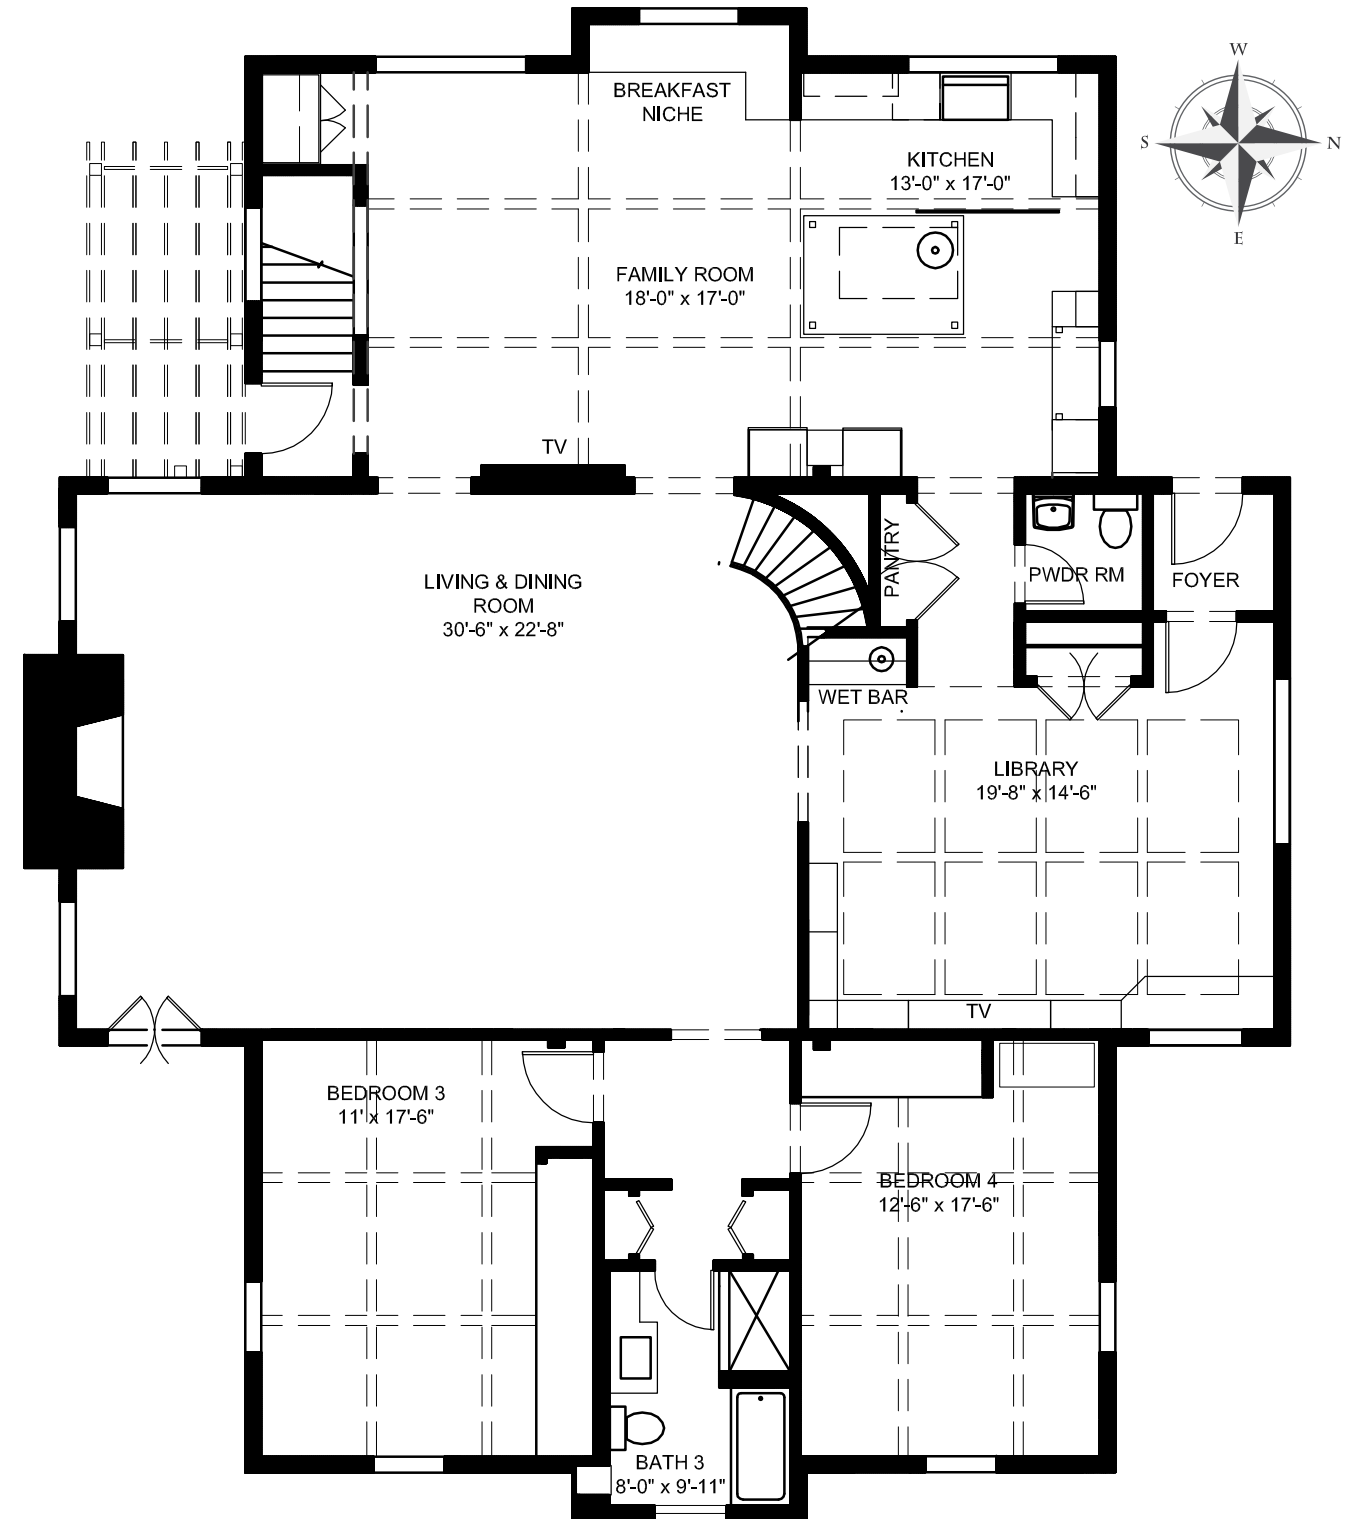 W
S
N
E
BREAKFAST
NICHE
KITCHEN
13'-0" x 17'-0"
FAMILY ROOM
18'-0" x 17'-0"
TV
LIVING & DINING
ROOM
30'-6" x 22'-8"
PANTRY
PWDR RM
FOYER
WET BAR
LIBRARY
19'-8" x 14'-6"
TV
BEDROOM 3
11' x 17'-6"
BEDROOM 4
12'-6" x 17'-6"
BATH 3
8'-0" x 9'-11"